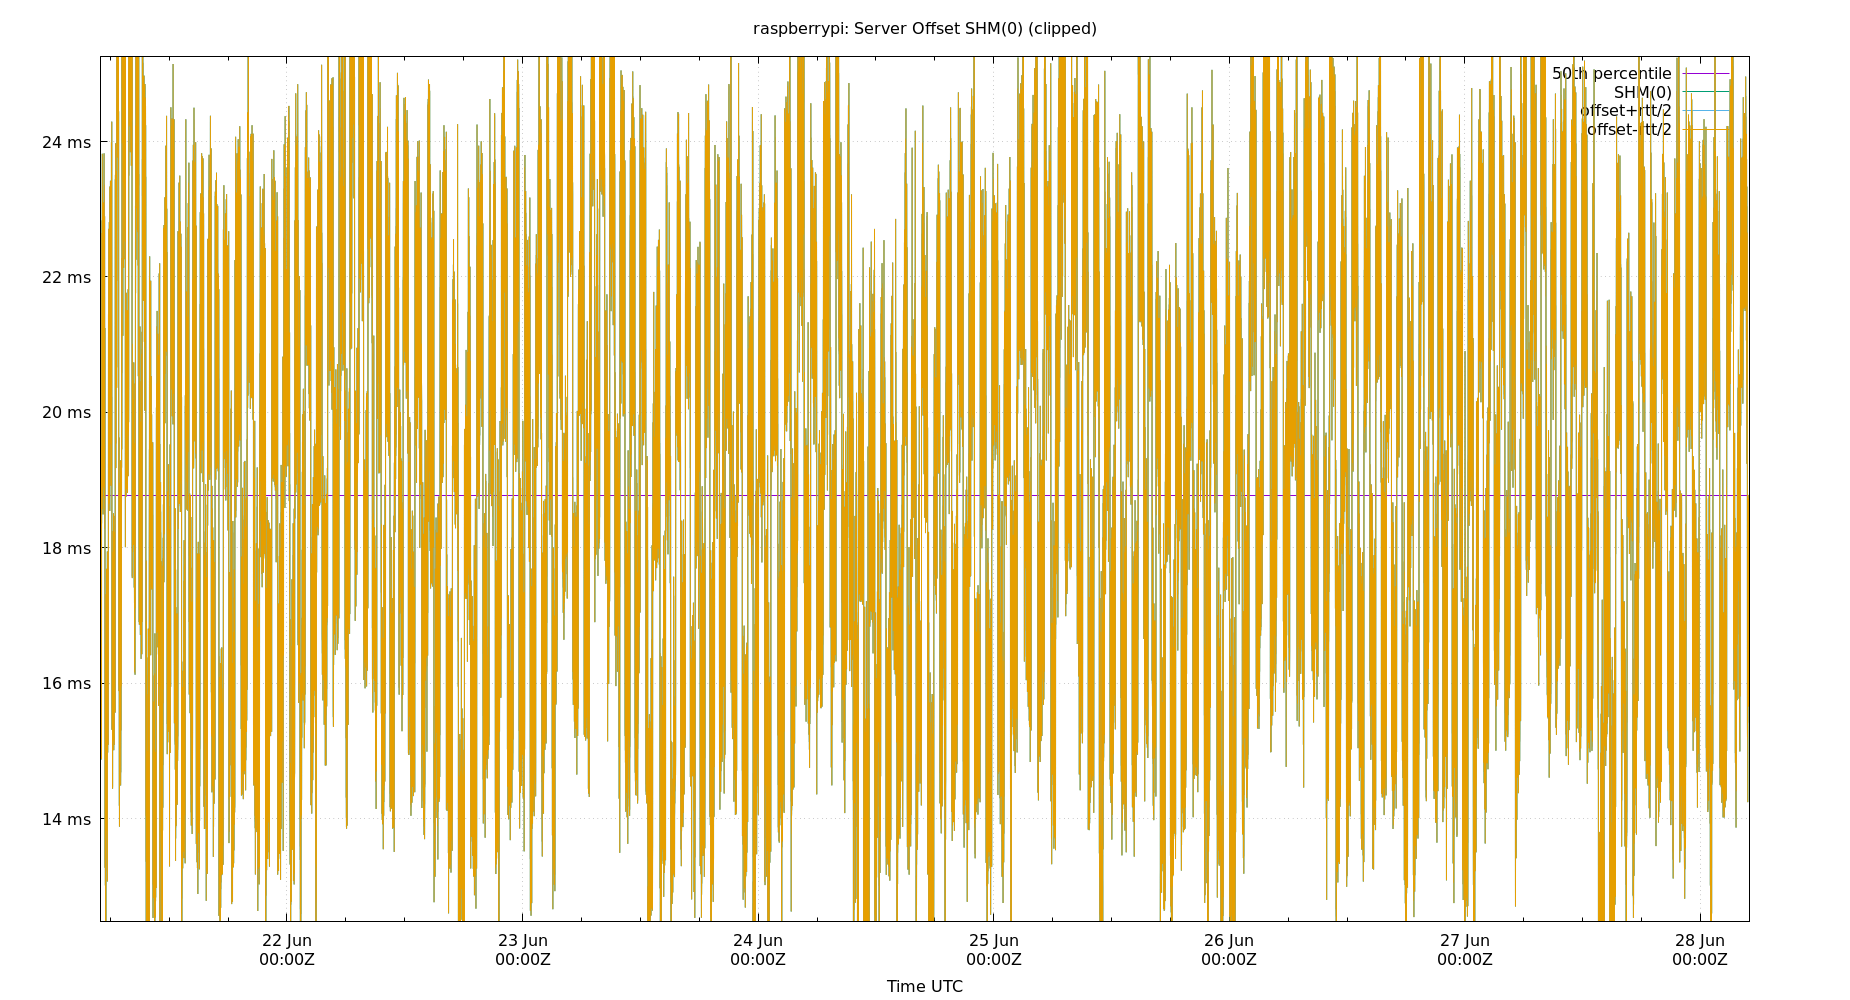 raspberrypi: Server Offset SHM(0) (clipped)
50th percentile
SHM(0)
offset+rtt/2
offset-rtt/2
24 ms
22 ms
20 ms
18 ms
16 ms
14 ms
22 Jun 23 Jun 24 Jun 25 Jun 26 Jun 27 Jun 28 Jun
00:00Z 00:00Z 00:00Z 00:00Z 00:00Z 00:00Z 00:00Z
Time UTC